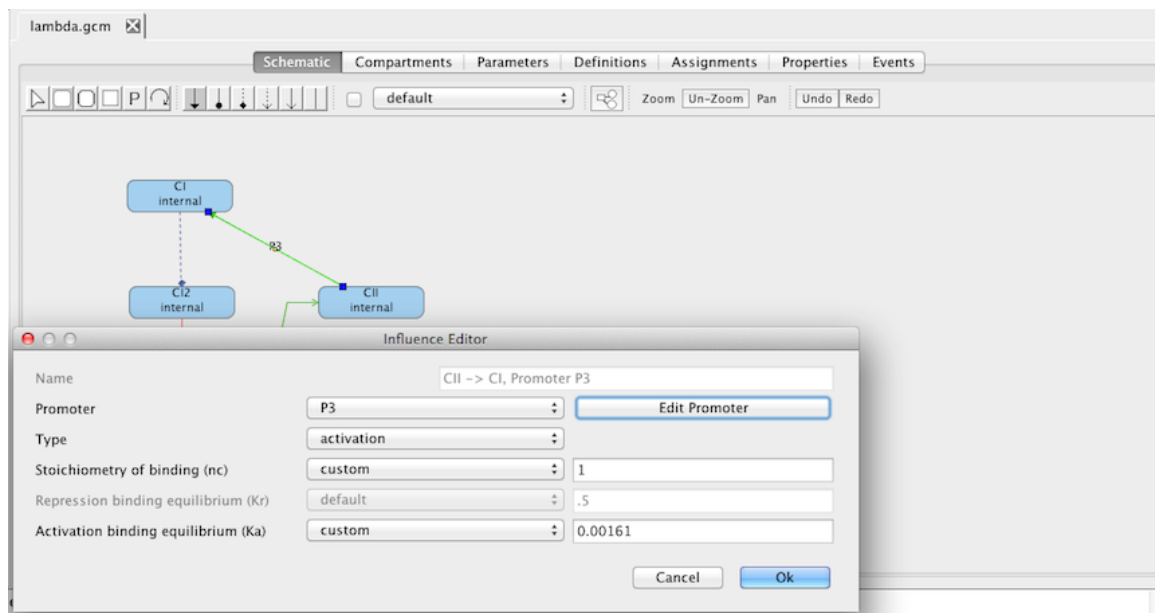 lambda.gcm
Schematic Compartments Parameters Definitions Assignments Properties Events
P default Zoom Un-Zoom Pan Undo Redo
CI
internal
P3
CI2
internal
CII
internal
Influence Editor
Name CII -> CI, Promoter P3
Promoter P3 Edit Promoter
Type activation
Stoichiometry of binding (nc) custom 1
Repression binding equilibrium (Kr) default .5
Activation binding equilibrium (Ka) custom 0.00161
Cancel Ok